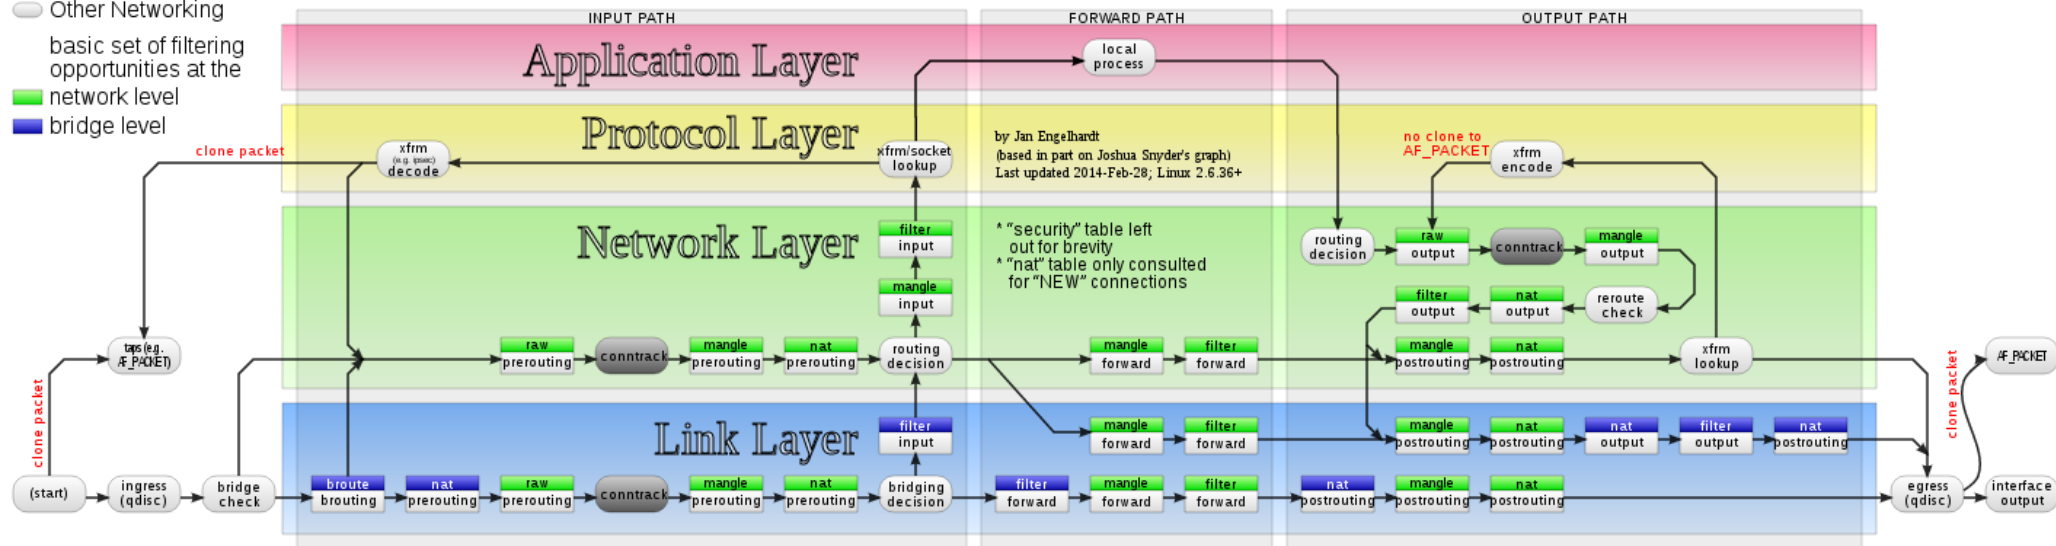 Other Networking
basic set of filtering
opportunities at the
network level
bridge level
INPUT PATH
FORWARD PATH
OUTPUT PATH
Application Layer
local
process
Protocol Layer
clone packet
xfrm
(e.g. ipsec)
decode
xfrm/socket
lookup
by Jan Engelhardt
(based in part on Joshua Snyder's graph)
Last updated 2014-Feb-28; Linux 2.6.36+
no clone to
AF_PACKET
xfrm
encode
Network Layer
filter
input
mangle
input
* “security” table left
out for brevity
* “nat” table only consulted
for “NEW” connections
routing
decision
raw
output
conntrack
mangle
output
filter
output
nat
output
reroute
check
taps (e.g.
AF_PACKET)
raw
prerouting
conntrack
mangle
prerouting
nat
prerouting
routing
decision
mangle
forward
filter
forward
mangle
postrouting
nat
postrouting
xfrm
lookup
clone packet
AF_PACKET
clone packet
Link Layer
filter
input
mangle
forward
filter
forward
mangle
postrouting
nat
postrouting
nat
output
filter
output
nat
postrouting
(start)
ingress
(qdisc)
bridge
check
broute
brouting
nat
prerouting
raw
prerouting
conntrack
mangle
prerouting
nat
prerouting
bridging
decision
filter
forward
mangle
forward
filter
forward
nat
postrouting
mangle
postrouting
nat
postrouting
egress
(qdisc)
interface
output